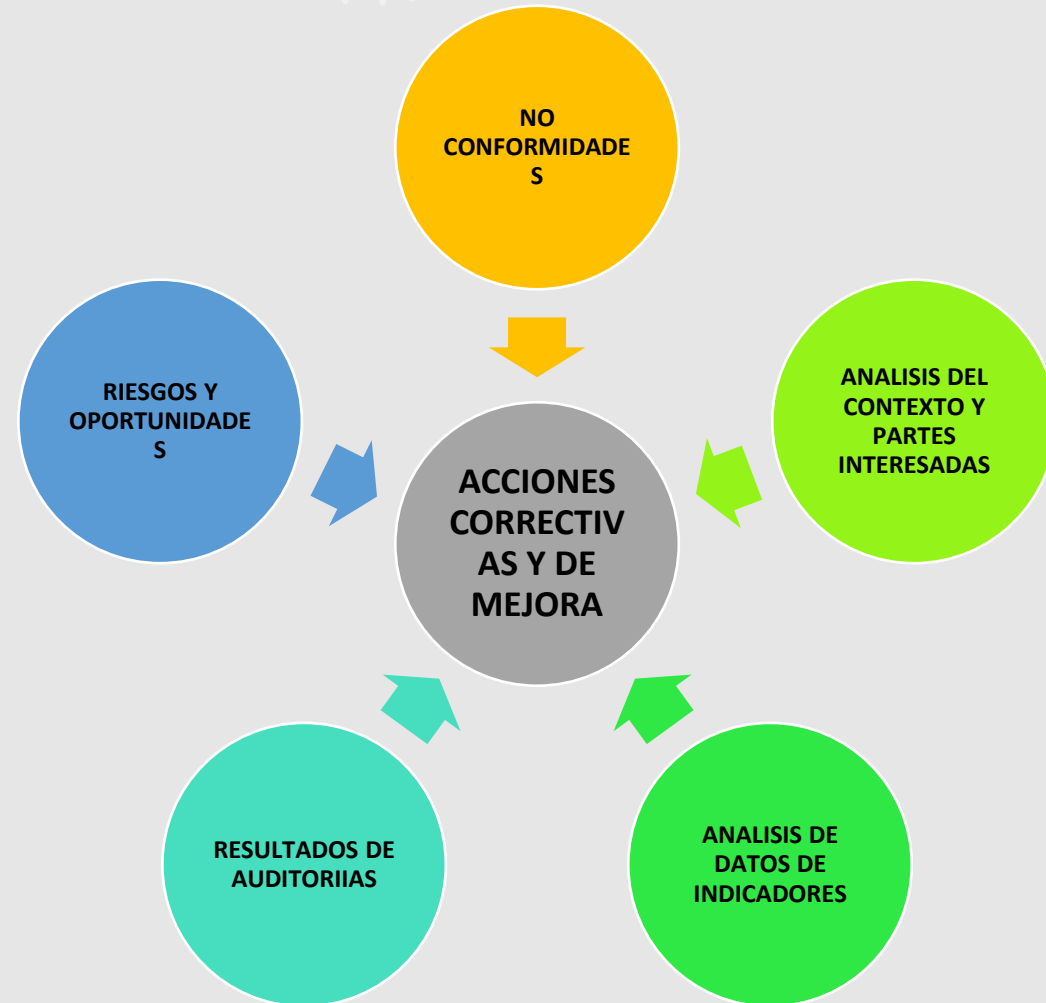 NO
CONFORMIDADE
S
RIESGOS Y
OPORTUNIDADE
S
ANALISIS DEL
CONTEXTO Y
PARTES
INTERESADAS
ACCIONES
CORRECTIV
AS Y DE
MEJORA
RESULTADOS DE
AUDITORIIAS
ANALISIS DE
DATOS DE
INDICADORES